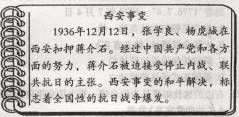 西安事变
1936年12月12日，张学良、杨虎城在
西安扣押蒋介石。经过中国共产党和各方
面的努力，蒋介石被迫接受停止内战、联
共抗日的主张。西安事变的和平解决，标
志着全国性的抗日战争爆发。